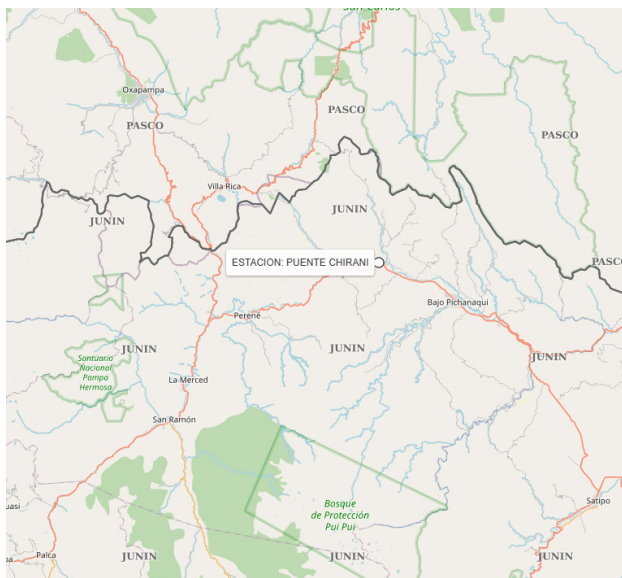 San Carlos
Oxapampa
PASCO
PASCO
PASCO
Villa Rica
JUNIN
JUNIN
ESTACION: PUENTE CHIRANI
PASCO
Bajo Pichanaqui
Perené
JUNIN
JUNIN
JUNIN
Santuario
Nacional
Pampa
Hermosa
La Merced
San Ramón
Satipo
Bosque
de Protección
Pui Pui
Palca
JUNIN
JUNIN
JUNIN